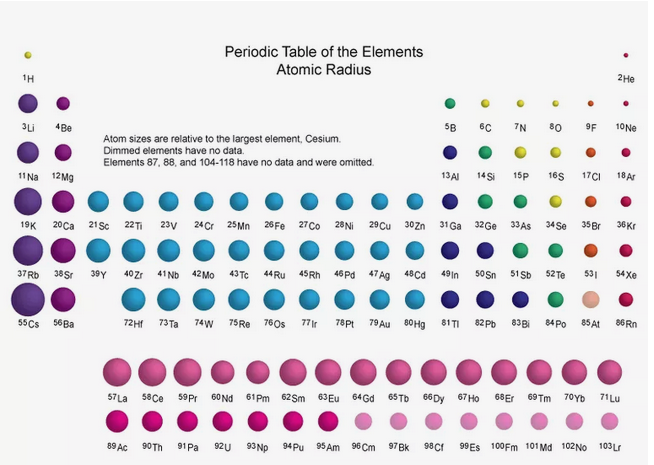 Periodic Table of the Elements
Atomic Radius
1H 2He
3Li 4Be 5B 6C 7N 8O 9F 10Ne
Atom sizes are relative to the largest element, Cesium.
Dimmed elements have no data.
Elements 87, 88, and 104-118 have no data and were omitted.
11Na 12Mg 13Al 14Si 15P 16S 17Cl 18Ar
19K 20Ca 21Sc 22Ti 23V 24Cr 25Mn 26Fe 27Co 28Ni 29Cu 30Zn 31Ga 32Ge 33As 34Se 35Br 36Kr
37Rb 38Sr 39Y 40Zr 41Nb 42Mo 43Tc 44Ru 45Rh 46Pd 47Ag 48Cd 49In 50Sn 51Sb 52Te 53I 54Xe
55Cs 56Ba 72Hf 73Ta 74W 75Re 76Os 77Ir 78Pt 79Au 80Hg 81Tl 82Pb 83Bi 84Po 85At 86Rn
57La 58Ce 59Pr 60Nd 61Pm 62Sm 63Eu 64Gd 65Tb 66Dy 67Ho 68Er 69Tm 70Yb 71Lu
89Ac 90Th 91Pa 92U 93Np 94Pu 95Am 96Cm 97Bk 98Cf 99Es 100Fm 101Md 102No 103Lr